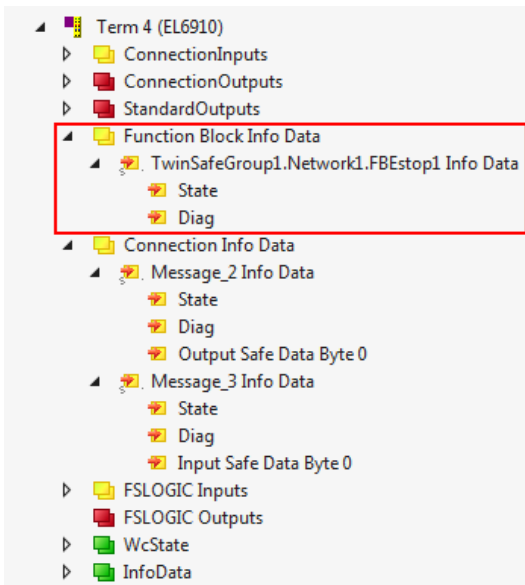 Term 4 (EL6910)
ConnectionInputs
ConnectionOutputs
StandardOutputs
Function Block Info Data
TwinSafeGroup1.Network1.FBEstop1 Info Data
State
Diag
Connection Info Data
Message_2 Info Data
State
Diag
Output Safe Data Byte 0
Message_3 Info Data
State
Diag
Input Safe Data Byte 0
FSLOGIC Inputs
FSLOGIC Outputs
WcState
InfoData